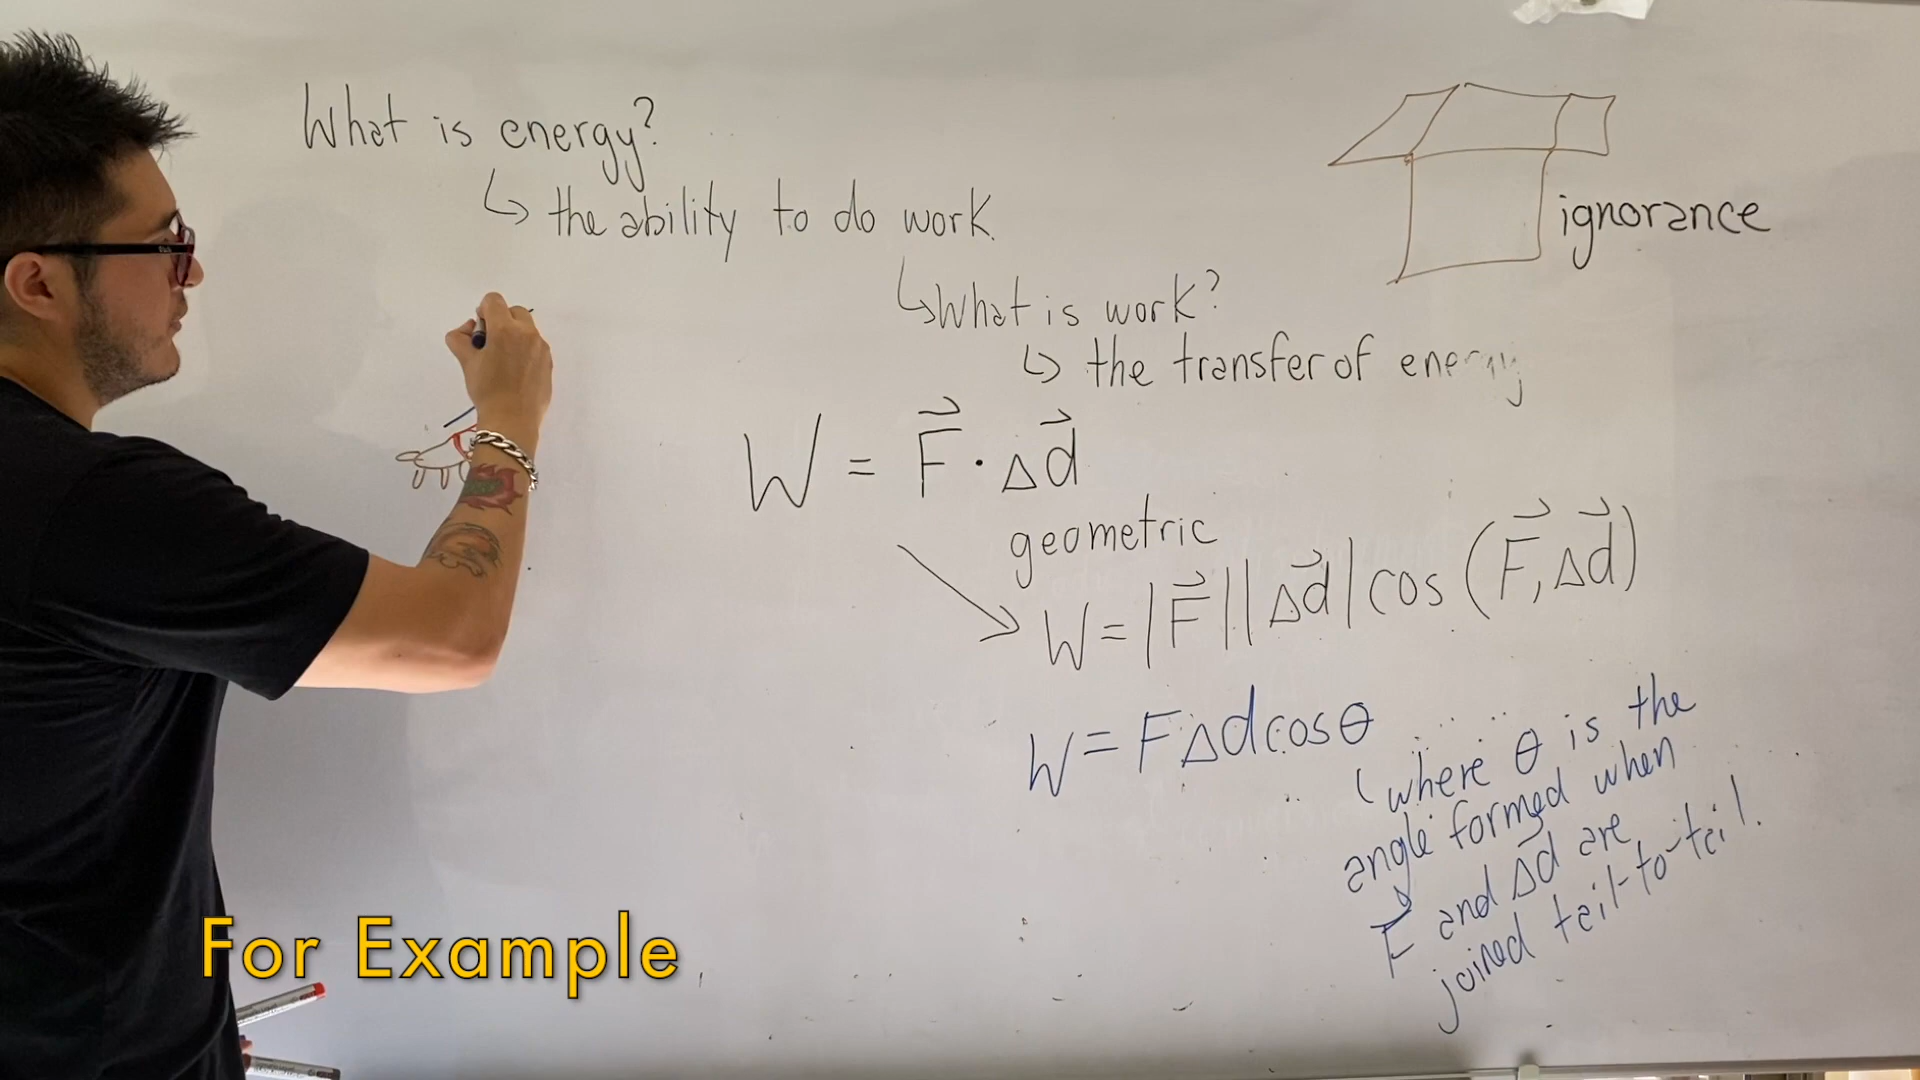 What is energy?
↳ the ability to do work.
↳ What is work?
↳ the transfer of energy
ignorance
W = F⃗ · Δd⃗
geometric
W = |F⃗| |Δd⃗| cos (F⃗, Δd⃗)
W = FΔd cos θ
where θ is the
angle formed when
F⃗ and Δd⃗ are
joined tail-to-tail.
For Example